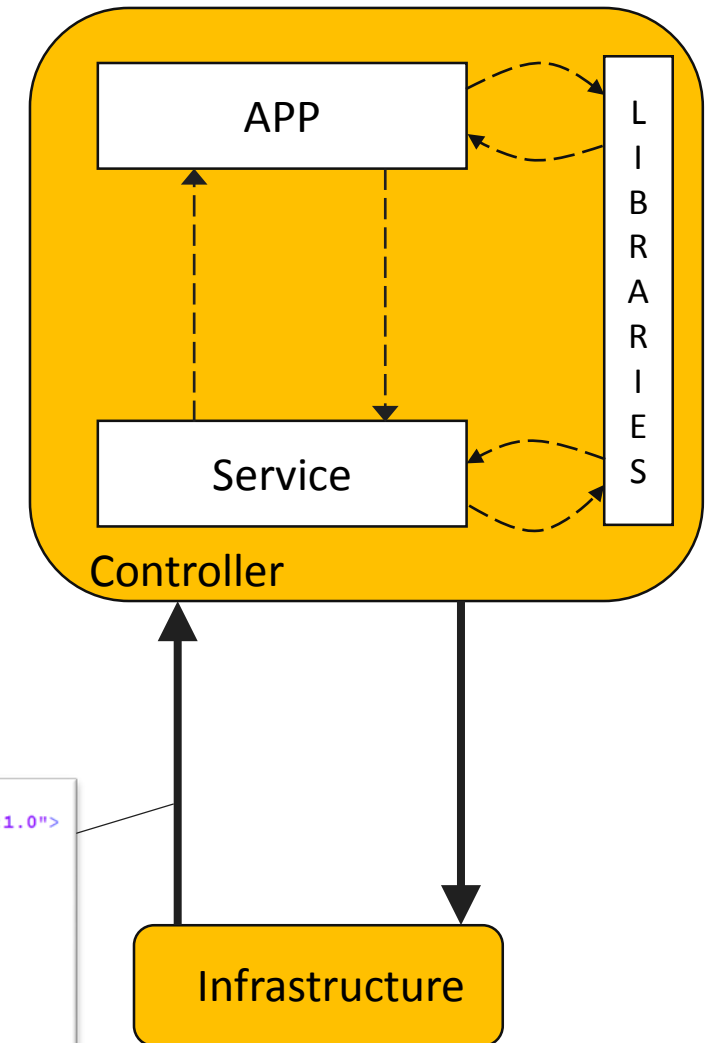 APP
L
I
B
R
A
R
I
E
S
Service
Controller
1.0">
Infrastructure